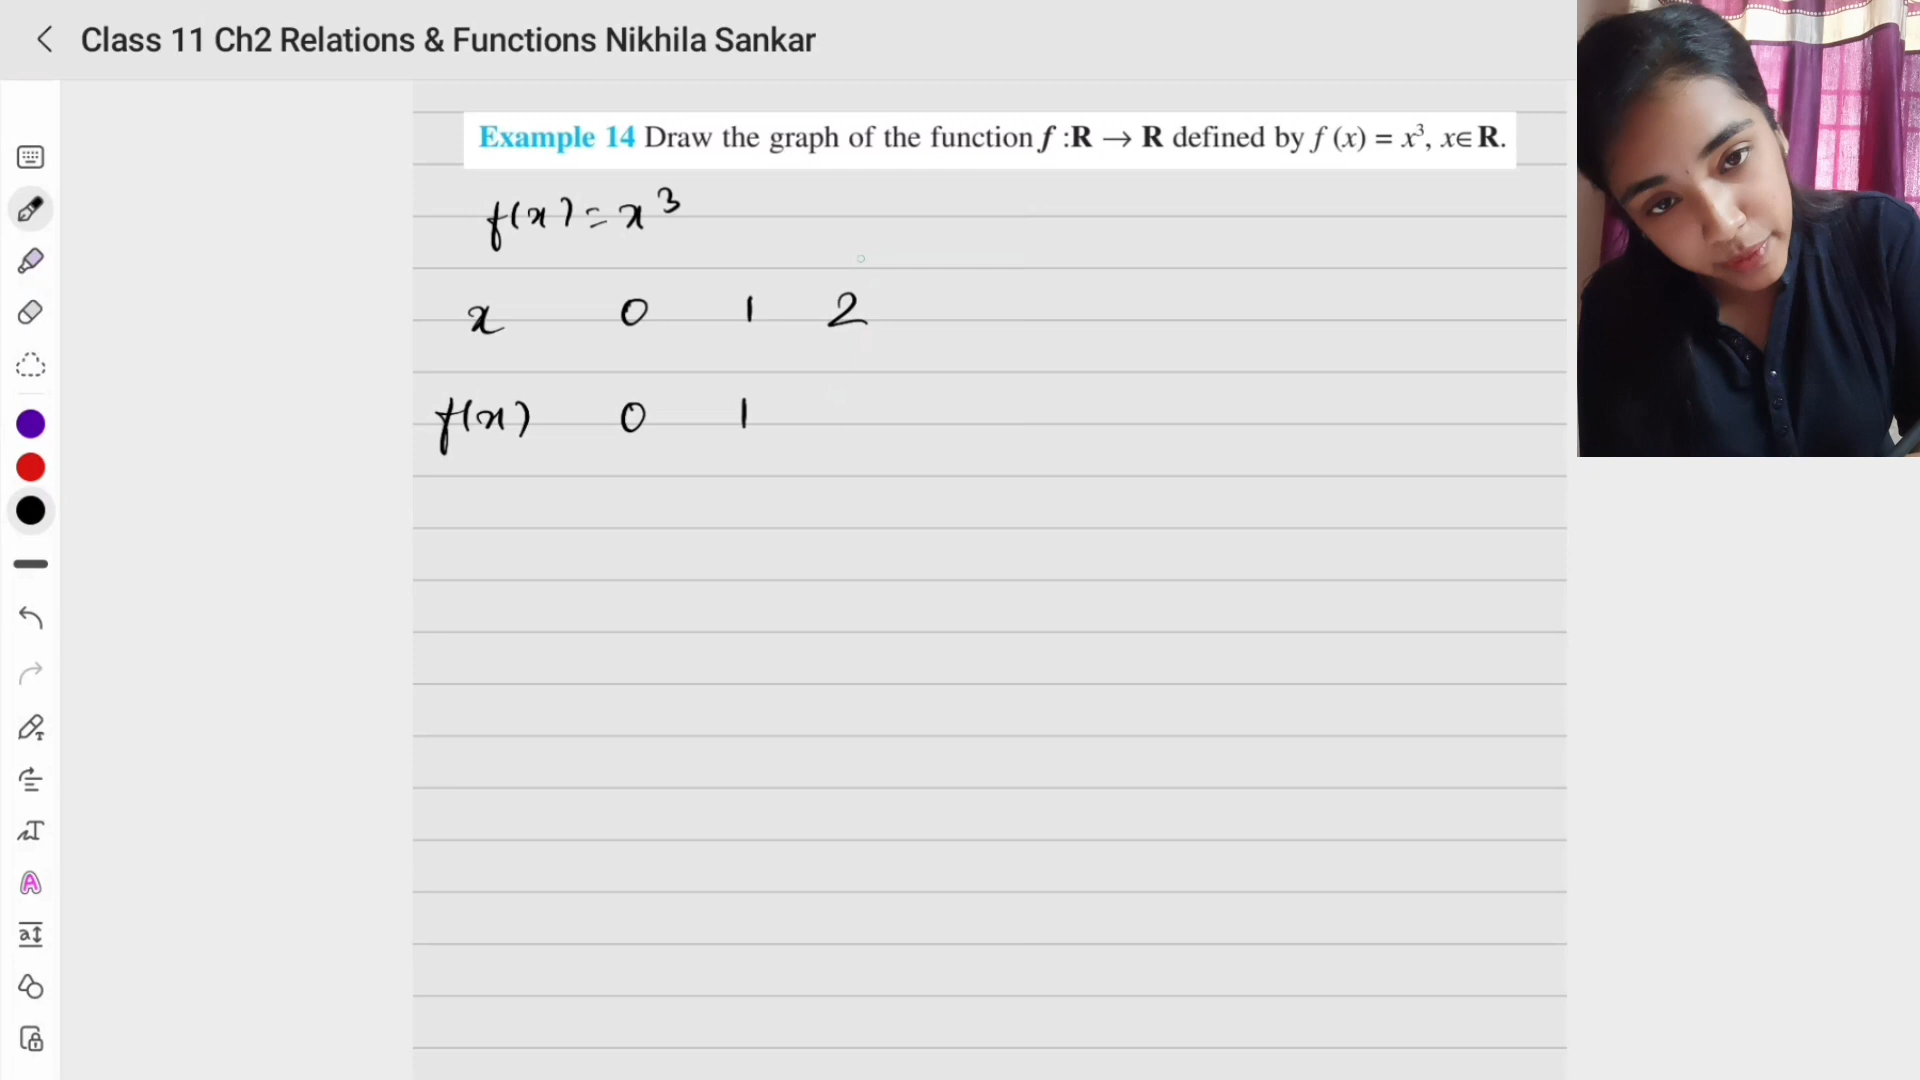 Class 11 Ch2 Relations & Functions Nikhila Sankar
Example 14 Draw the graph of the function f :R → R defined by f (x) = x³, x∈R.
f(x) = x³
x 0 1 2
f(x) 0 1